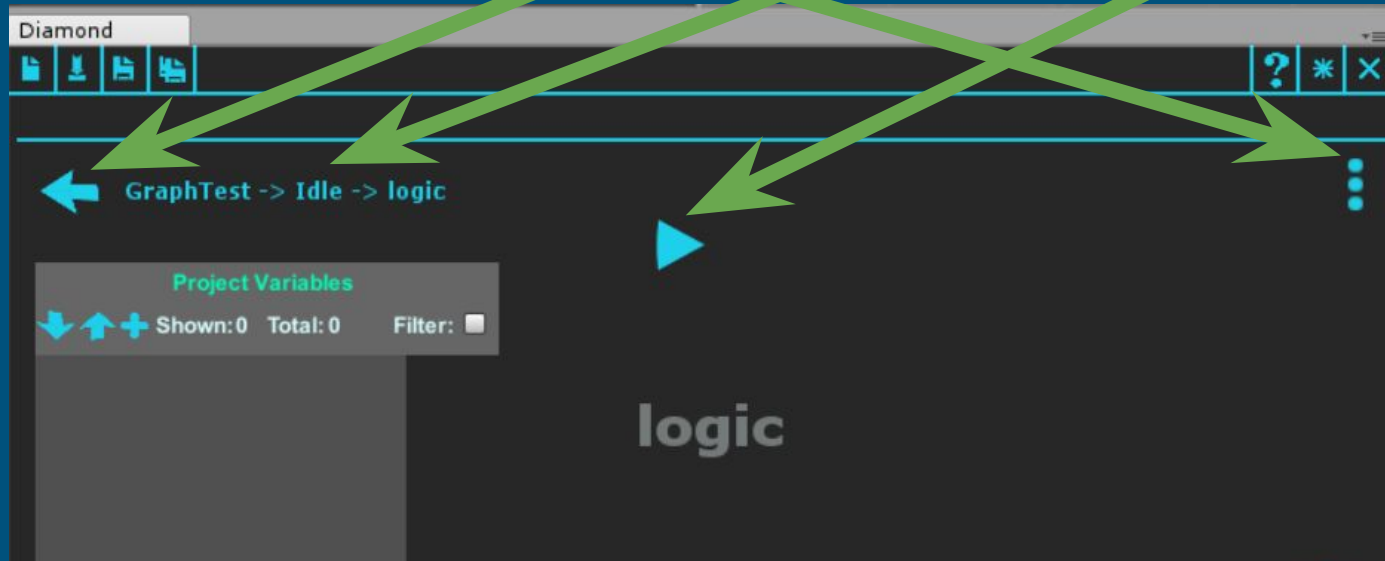 Diamond
?
GraphTest -> Idle -> logic
Project Variables
Shown:0 Total:0 Filter:
logic